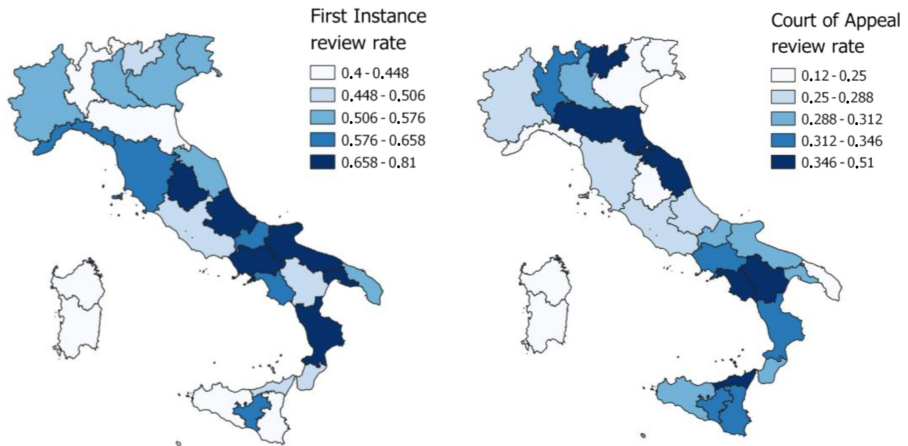 First Instance
review rate
0.4 - 0.448
0.448 - 0.506
0.506 - 0.576
0.576 - 0.658
0.658 - 0.81
Court of Appeal
review rate
0.12 - 0.25
0.25 - 0.288
0.288 - 0.312
0.312 - 0.346
0.346 - 0.51